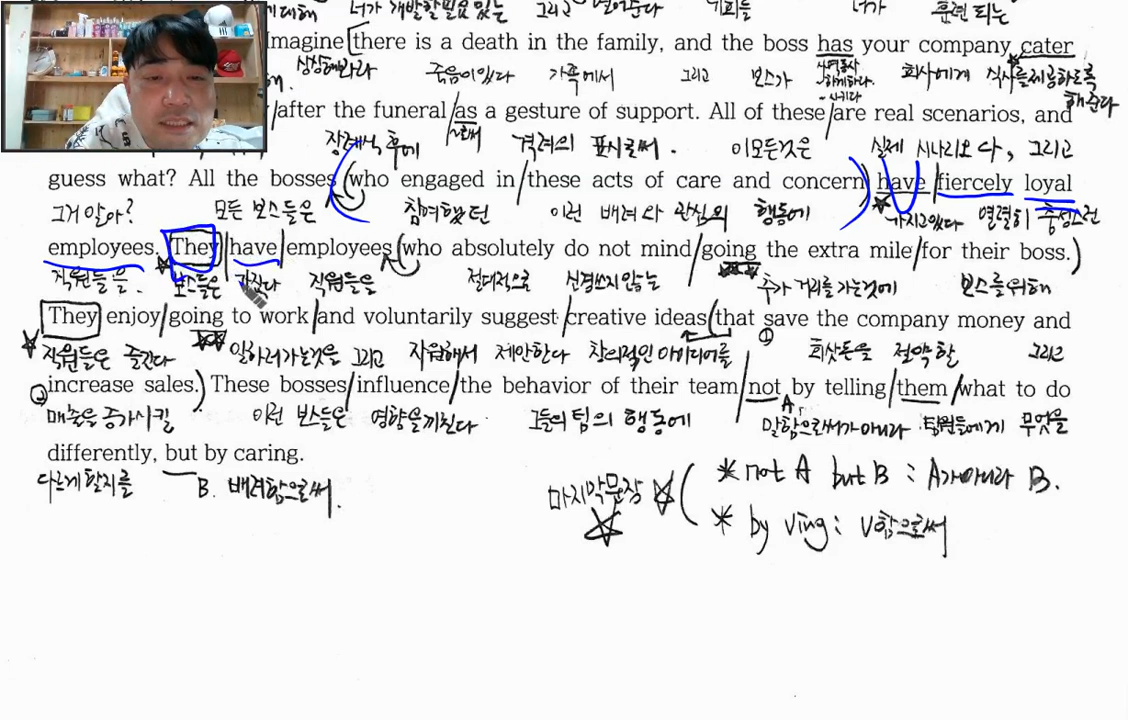 너가 개발할 필요 있는 그리고 열어준다 기회들 너가 훈련 되는
Imagine [there is a death in the family, and the boss has your company cater
상상해봐라 죽음이 있다 가족에서 그리고 보스가 회사에게 식사를 제공하도록
해준다
/after the funeral/as a gesture of support. All of these/are real scenarios, and
장례식 후에 격려의 표시로써. 이 모든것은 실제 시나리오다, 그리고
guess what? All the bosses (who engaged in/these acts of care and concern) have/fiercely loyal
그거 알아? 모든 보스들은 참여했던 이런 배려와 관심의 행동에 가지고있다 열렬히 충성스런
employees. They/have/employees (who absolutely do not mind/going the extra mile/for their boss.)
직원들을. 보스들은 가진다 직원들을 절대적으로 신경쓰지않는 추가 거리를 가는것에 보스를 위해
They enjoy/going to work/and voluntarily suggest/creative ideas (that save the company money and
직원들은 즐긴다 일하러가는것을 그리고 자원해서 제안한다 창의적인 아이디어를 ① 회삿돈을 절약할 그리고
② increase sales.) These bosses/influence/the behavior of their team/not by telling/them/what to do
매출을 증가시킬 이런 보스들은 영향을끼친다 그들의 팀의 행동에 A, 말함으로써가아니라 팀원들에게 무엇을
differently, but by caring.
다르게할지를 B. 배려함으로써.
마지막문장 ☆ ( * not A but B : A가아니라 B.
* by Ving : V함으로써